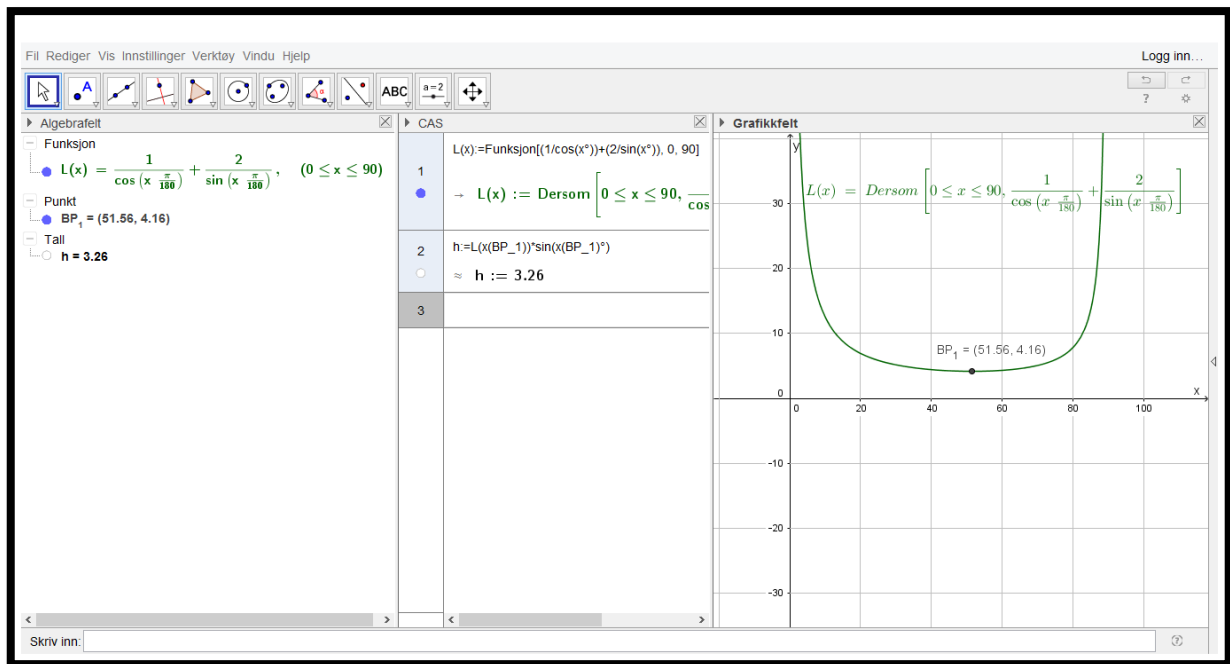 Fil Rediger Vis Innstillinger Verktøy Vindu Hjelp
Logg inn...
ABC
a=2
Algebrafelt
Funksjon
L(x) = 1/cos(x π/180) + 2/sin(x π/180), (0 ≤ x ≤ 90)
Punkt
BP₁ = (51.56, 4.16)
Tall
h = 3.26
CAS
1
L(x):=Funksjon[(1/cos(x°))+(2/sin(x°)), 0, 90]
→ L(x) := Dersom [0 ≤ x ≤ 90, 1/cos
2
h:=L(x(BP_1))*sin(x(BP_1)°)
≈ h := 3.26
3
Grafikkfelt
y
L(x) = Dersom [0 ≤ x ≤ 90, 1/cos(x π/180) + 2/sin(x π/180)]
30
20
10
BP₁ = (51.56, 4.16)
0
x
0 20 40 60 80 100
-10
-20
-30
Skriv inn: